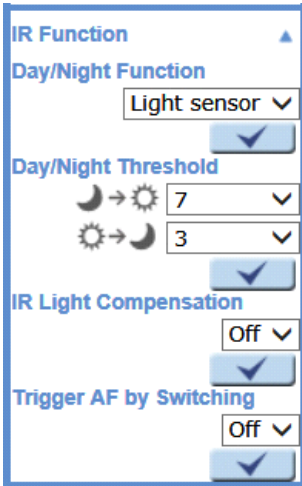 IR Function
Day/Night Function
Light sensor
Day/Night Threshold
7
3
IR Light Compensation
Off
Trigger AF by Switching
Off